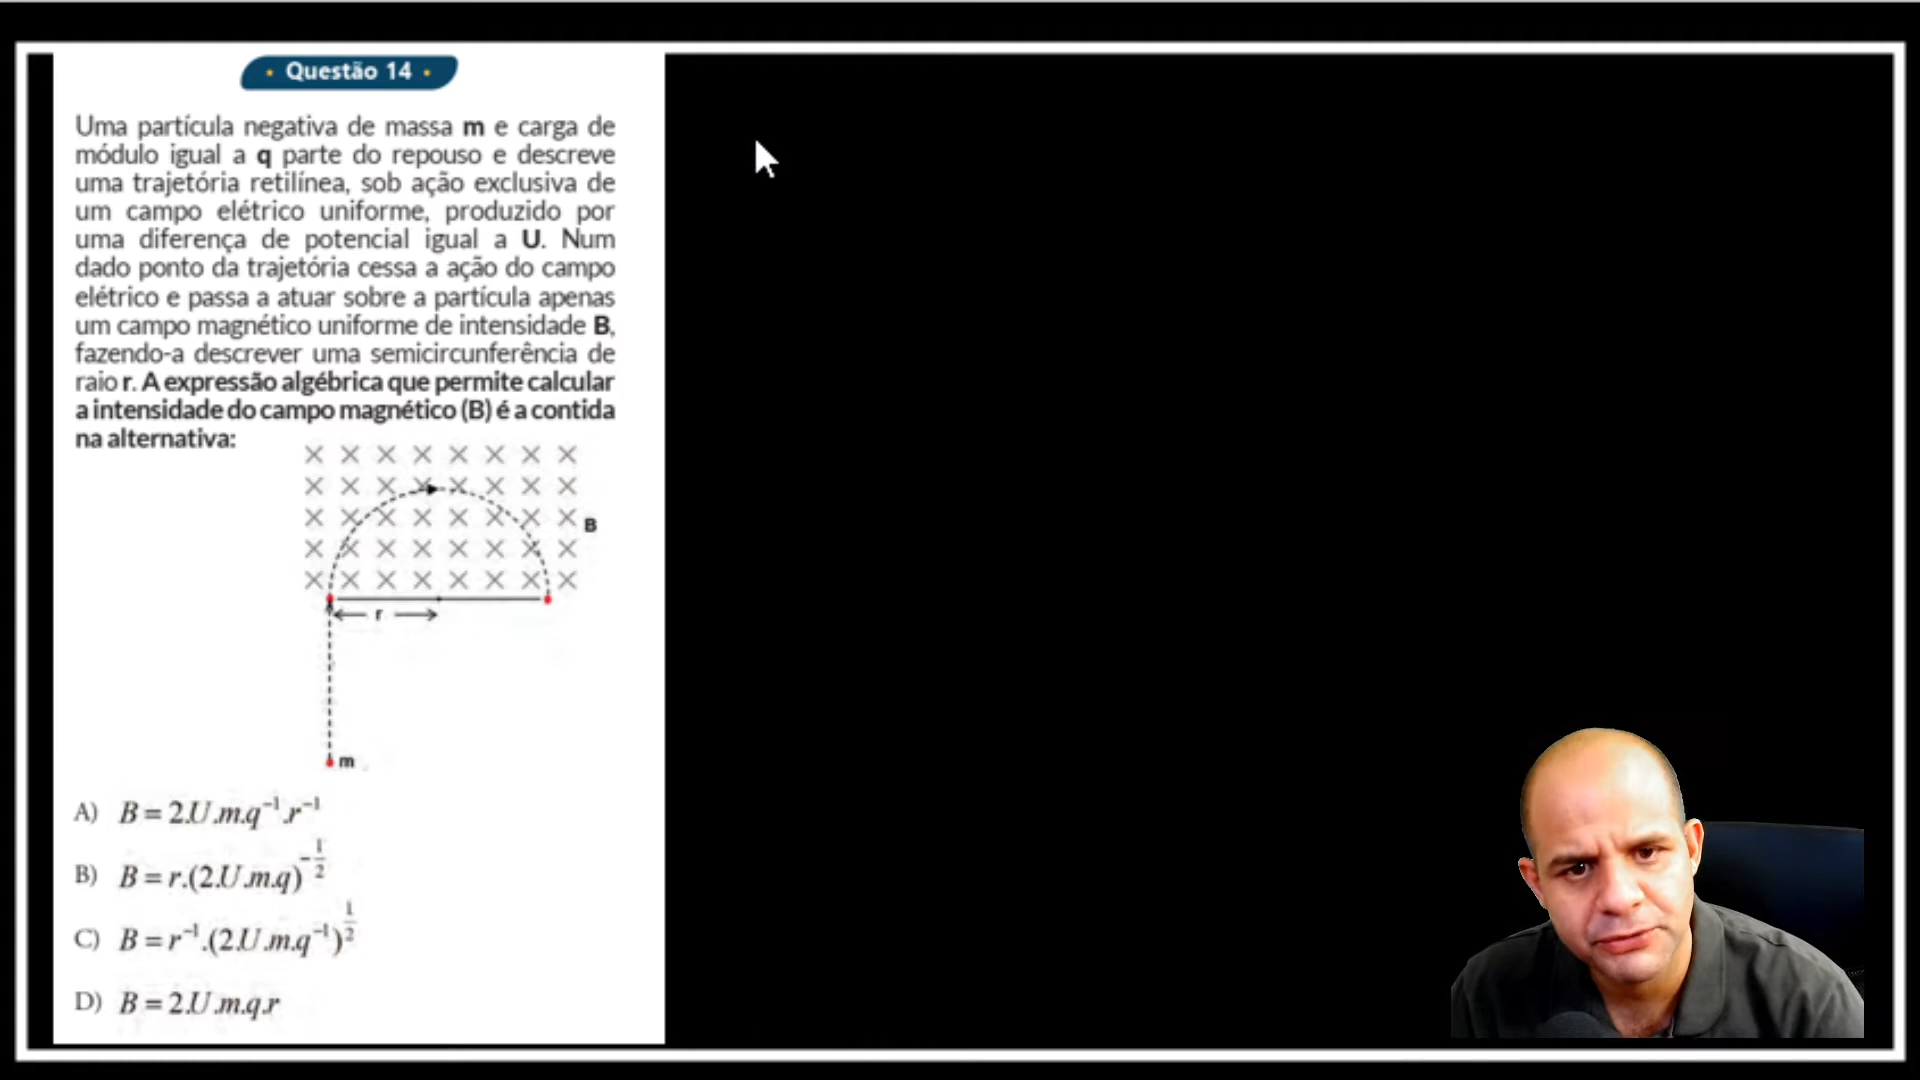 • Questão 14 •
Uma partícula negativa de massa m e carga de
módulo igual a q parte do repouso e descreve
uma trajetória retilínea, sob ação exclusiva de
um campo elétrico uniforme, produzido por
uma diferença de potencial igual a U. Num
dado ponto da trajetória cessa a ação do campo
elétrico e passa a atuar sobre a partícula apenas
um campo magnético uniforme de intensidade B,
fazendo-a descrever uma semicircunferência de
raio r. A expressão algébrica que permite calcular
a intensidade do campo magnético (B) é a contida
na alternativa:
B
r
m
A) B = 2.U.m.q⁻¹.r⁻¹
B) B = r.(2.U.m.q)^(-1/2)
C) B = r⁻¹.(2.U.m.q⁻¹)^(1/2)
D) B = 2.U.m.q.r